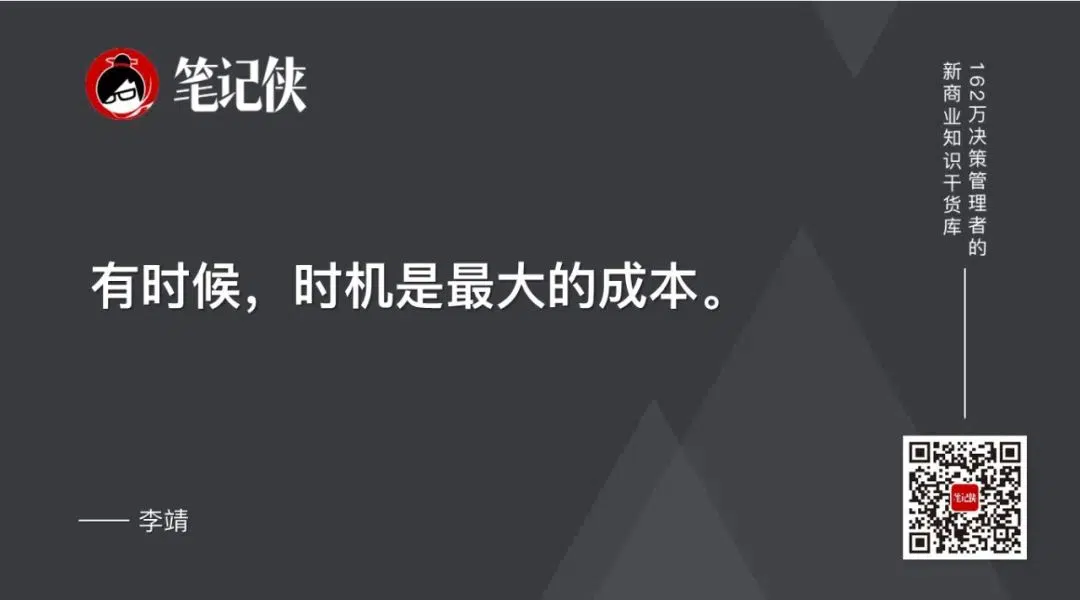 笔记侠
162万决策管理者的
新商业知识干货库
有时候，时机是最大的成本。
—— 李靖
笔记侠